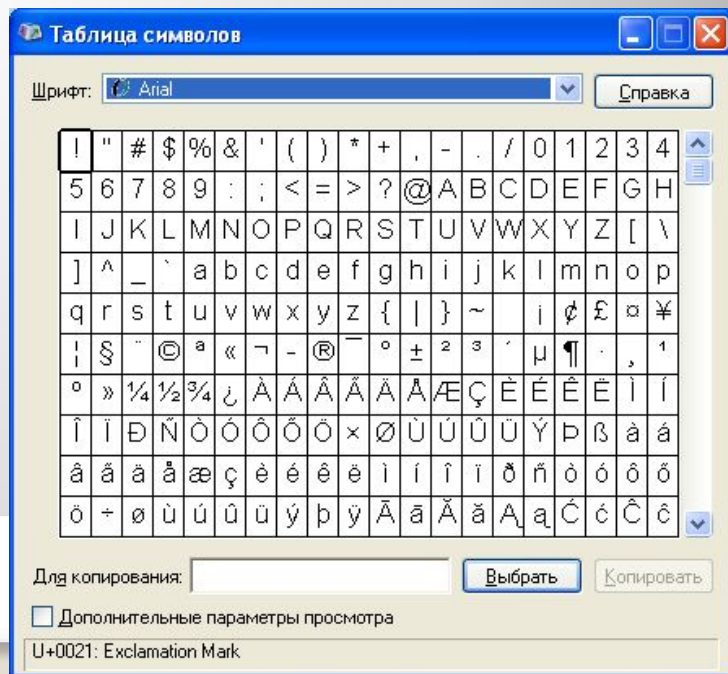 Таблица символов
Шрифт: Arial Справка
! " # $ % & ' ( ) * + , - . / 0 1 2 3 4
5 6 7 8 9 : ; < = > ? @ A B C D E F G H
I J K L M N O P Q R S T U V W X Y Z [ \
] ^ _ ` a b c d e f g h i j k l m n o p
q r s t u v w x y z { | } ~ ¡ ¢ £ ¤ ¥
¦ § ¨ © ª « ¬ - ® ¯ ° ± ² ³ ´ µ ¶ · ¸ ¹
º » ¼ ½ ¾ ¿ À Á Â Ã Ä Å Æ Ç È É Ê Ë Ì Í
Î Ï Ð Ñ Ò Ó Ô Õ Ö × Ø Ù Ú Û Ü Ý Þ ß à á
â ã ä å æ ç è é ê ë ì í î ï ð ñ ò ó ô õ
ö ÷ ø ù ú û ü ý þ ÿ Ā ā Ă ă Ą ą Ć ć Ĉ ĉ
Для копирования: Выбрать Копировать
Дополнительные параметры просмотра
U+0021: Exclamation Mark